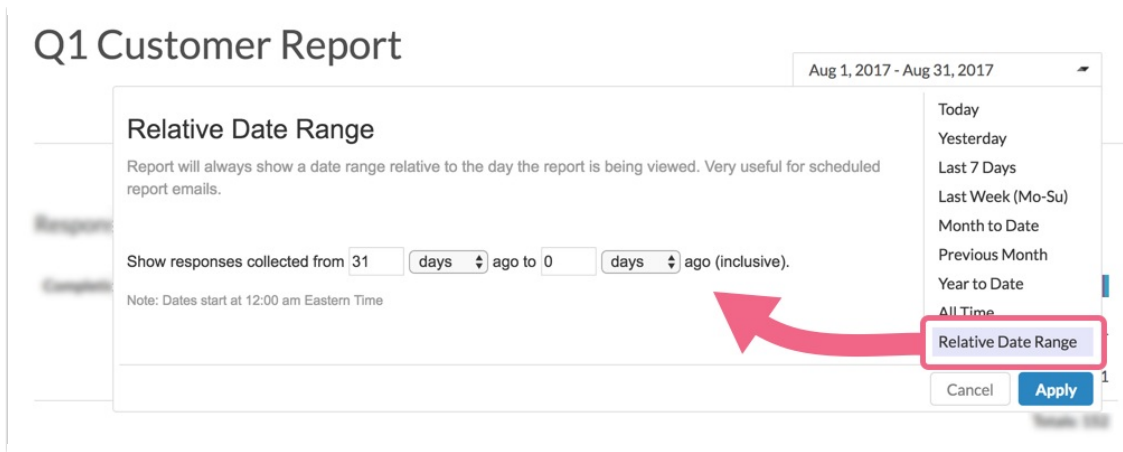 Q1 Customer Report
Aug 1, 2017 - Aug 31, 2017
Relative Date Range
Report will always show a date range relative to the day the report is being viewed. Very useful for scheduled
report emails.
Show responses collected from 31 days ago to 0 days ago (inclusive).
Note: Dates start at 12:00 am Eastern Time
Today
Yesterday
Last 7 Days
Last Week (Mo-Su)
Month to Date
Previous Month
Year to Date
All Time
Relative Date Range
Cancel Apply
1